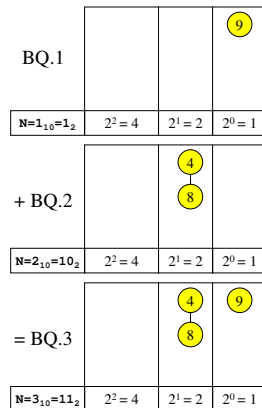 9
BQ.1
N=1₁₀=1₂ 2² = 4 2¹ = 2 2⁰ = 1
4
+ BQ.2
8
N=2₁₀=10₂ 2² = 4 2¹ = 2 2⁰ = 1
4 9
= BQ.3
8
N=3₁₀=11₂ 2² = 4 2¹ = 2 2⁰ = 1